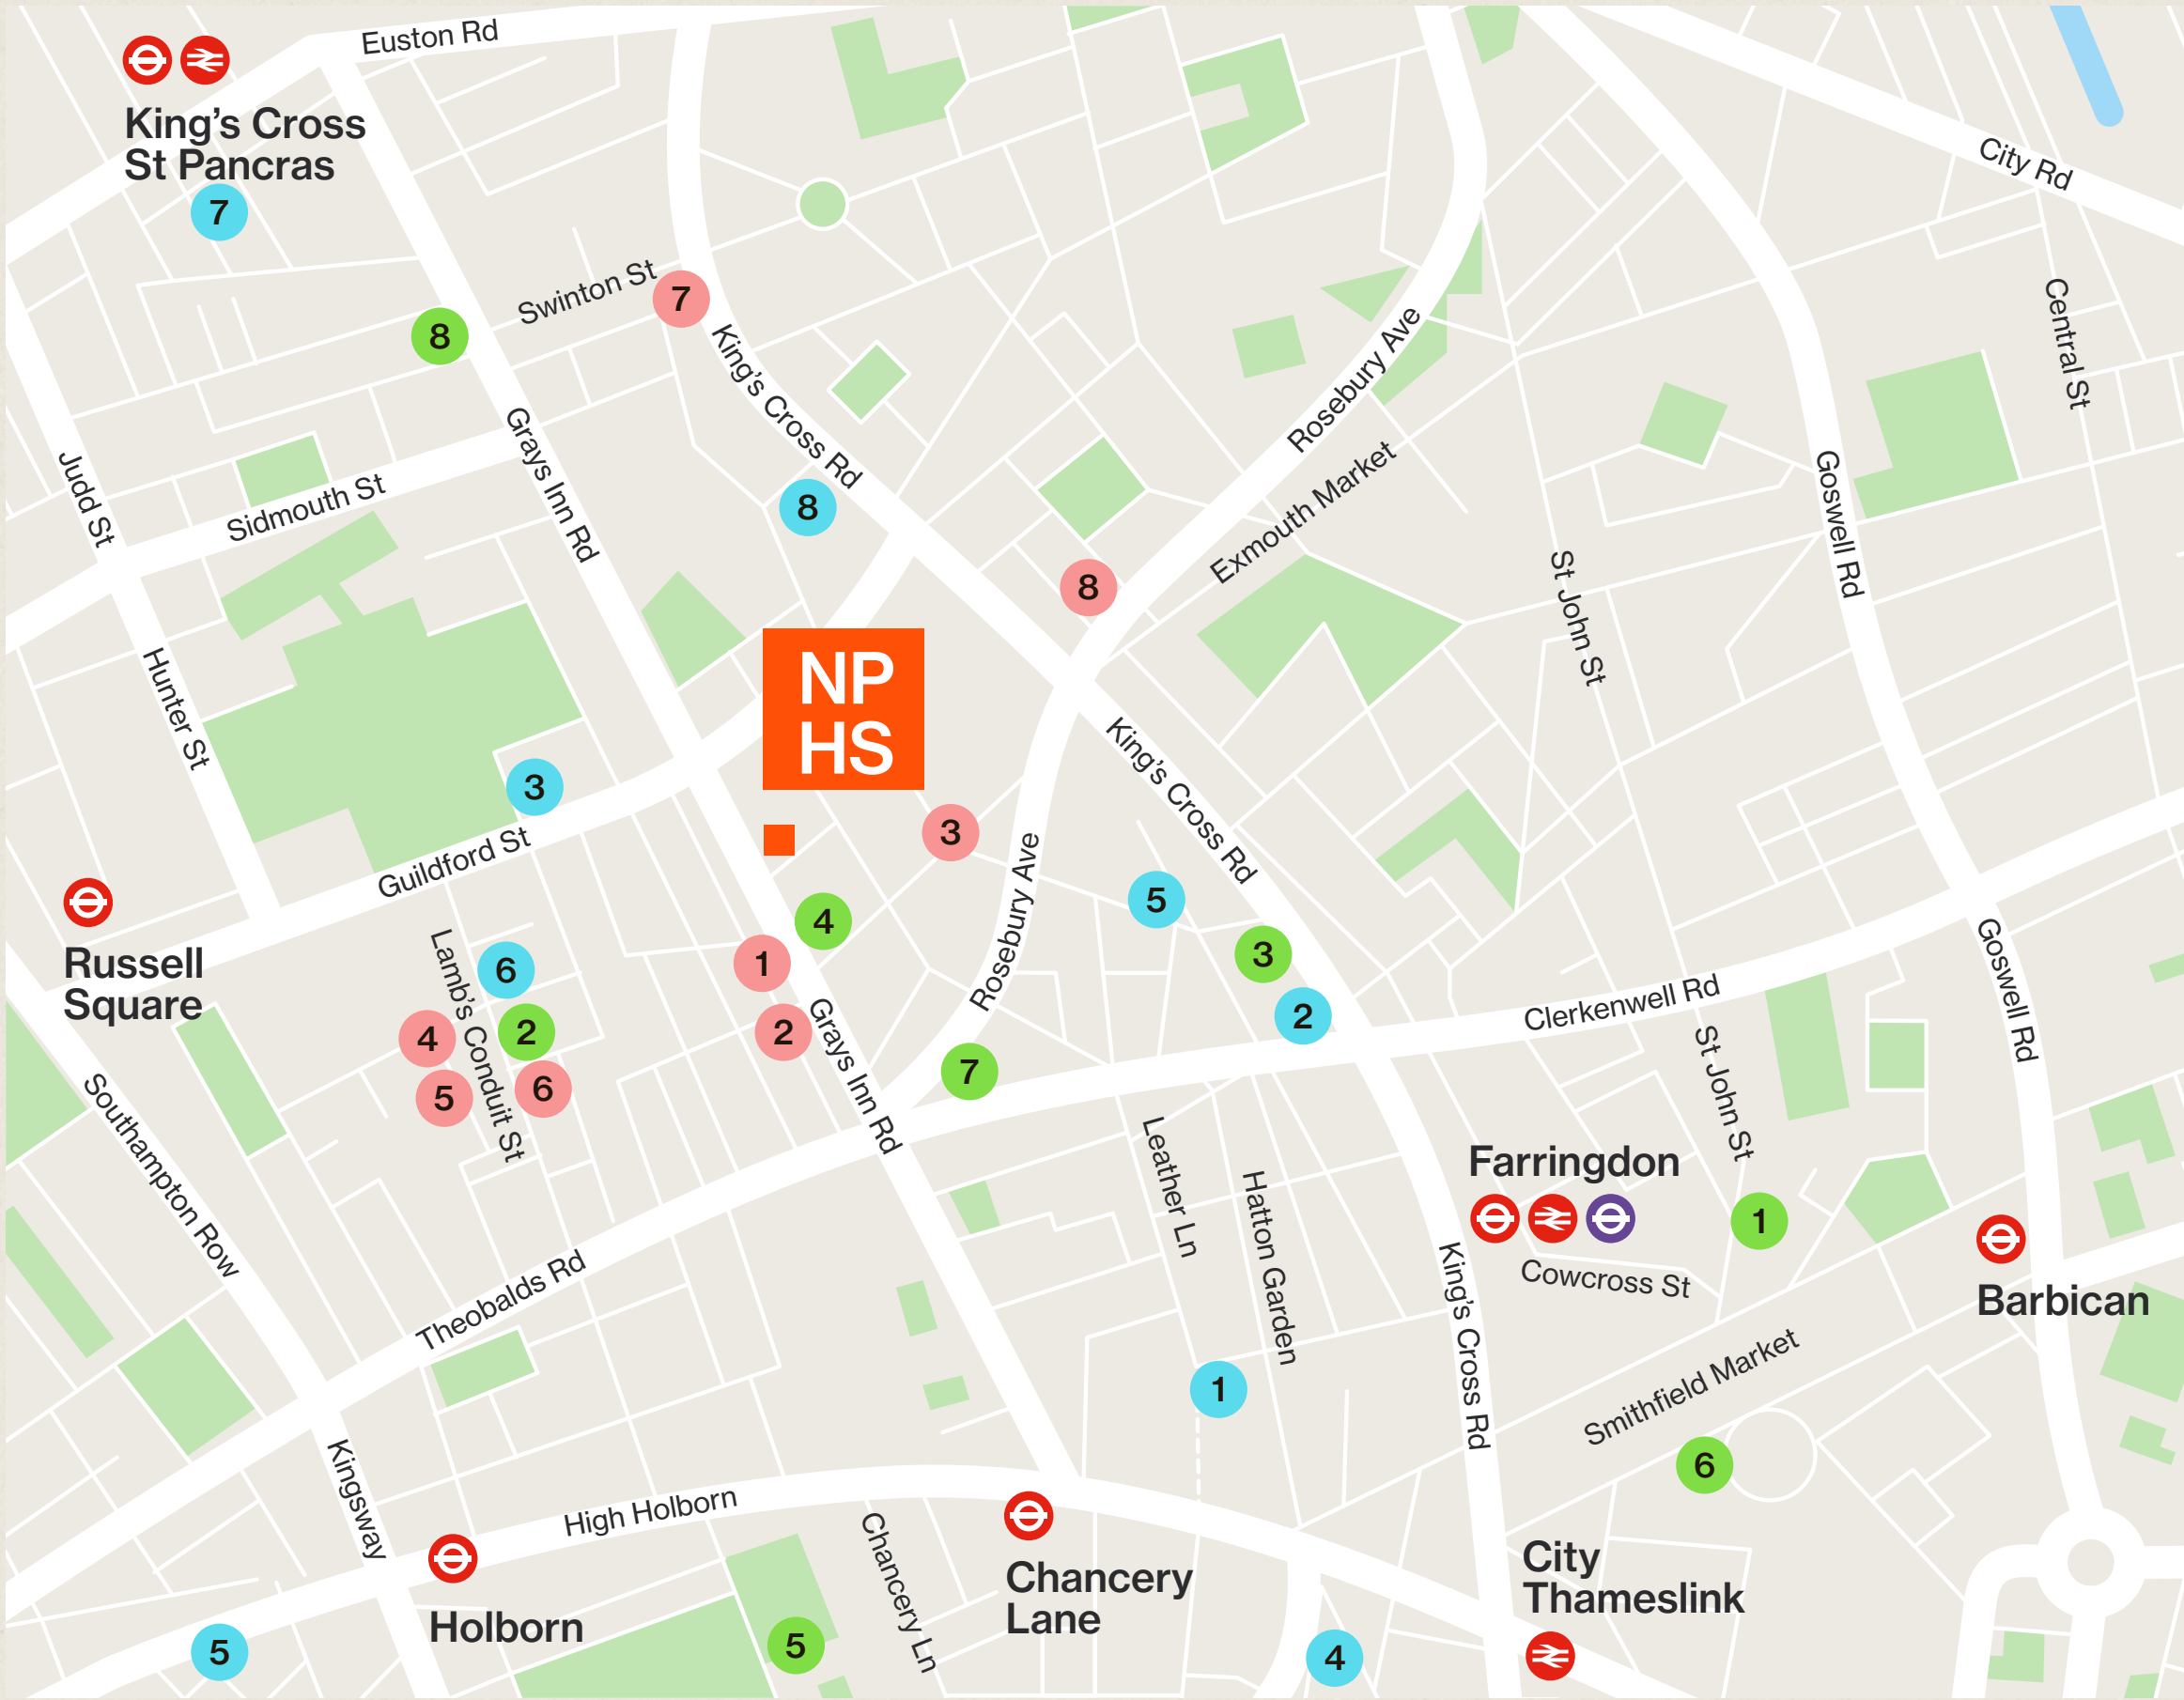 Euston Rd
King's Cross
St Pancras
7
City Rd
Swinton St
7
8
King's Cross Rd
Rosebury Ave
Central St
Grays Inn Rd
Judd St
Sidmouth St
8
Exmouth Market
Goswell Rd
St John St
8
NP
HS
Hunter St
King's Cross Rd
3
3
Guildford St
Rosebury Ave
5
4
Russell
Square
1
3
Goswell Rd
Lamb's Conduit St
6
2
4
5
6
2
Grays Inn Rd
2
Clerkenwell Rd
7
St John St
Southampton Row
Leather Ln
Hatton Garden
Farringdon
1
Cowcross St
Barbican
King's Cross Rd
Theobalds Rd
1
Smithfield Market
6
Kingsway
High Holborn
Chancery Ln
Chancery
Lane
City
Thameslink
Holborn
5
5
4